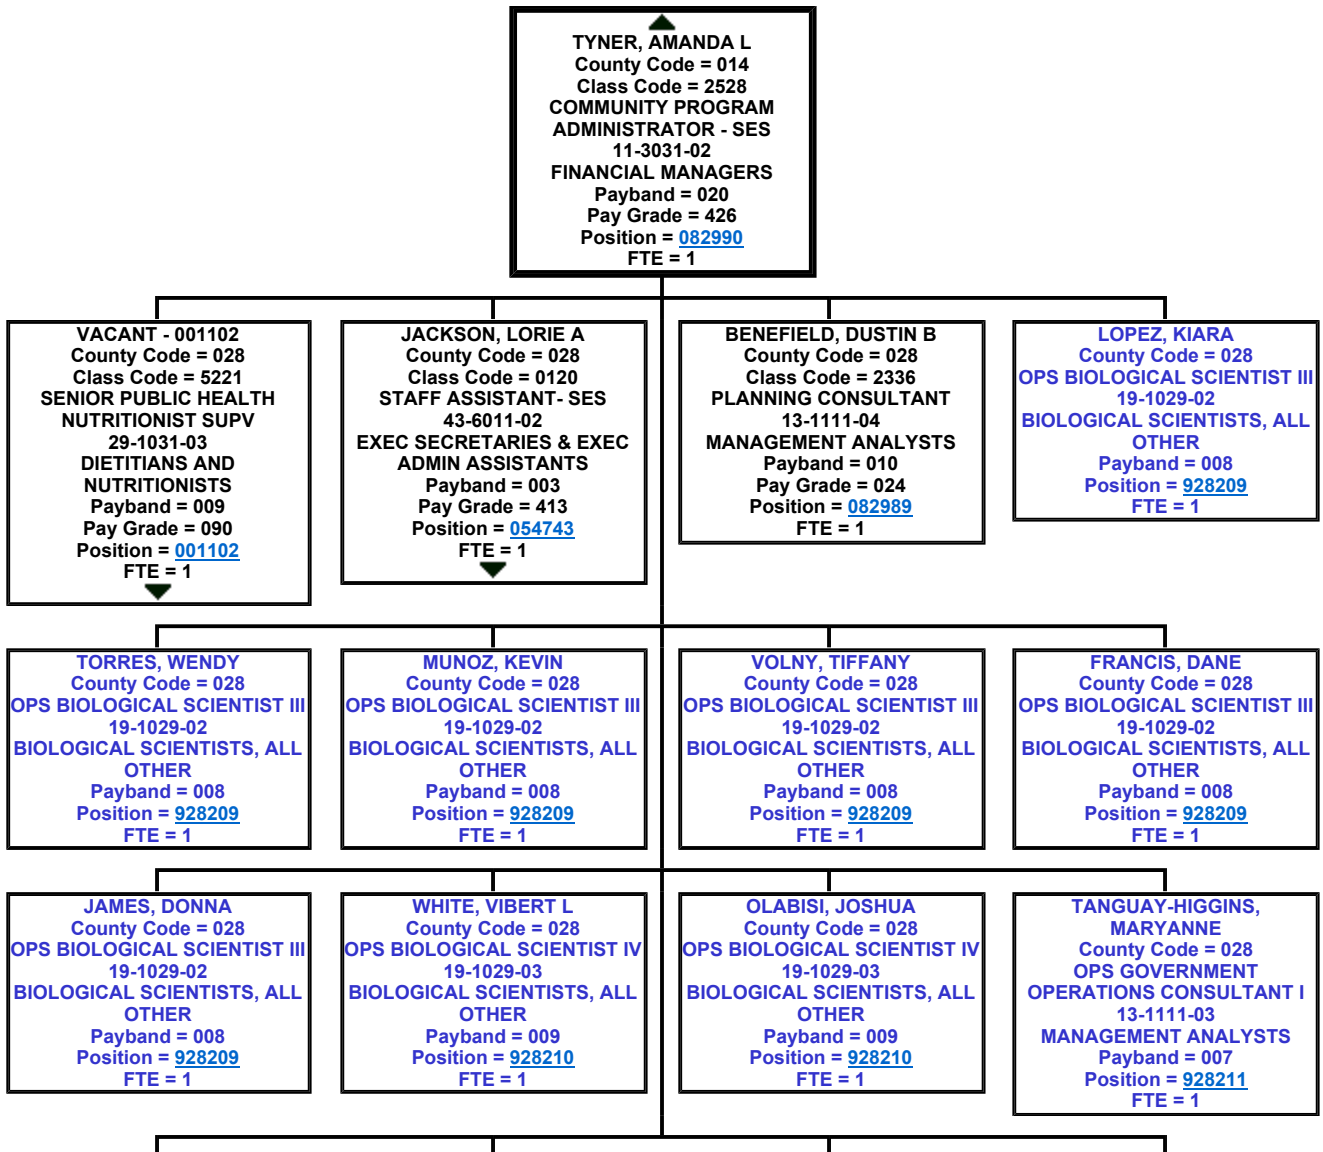 TYNER, AMANDA L
County Code = 014
Class Code = 2528
COMMUNITY PROGRAM
ADMINISTRATOR - SES
11-3031-02
FINANCIAL MANAGERS
Payband = 020
Pay Grade = 426
Position = 082990
FTE = 1
VACANT - 001102
County Code = 028
Class Code = 5221
SENIOR PUBLIC HEALTH
NUTRITIONIST SUPV
29-1031-03
DIETITIANS AND
NUTRITIONISTS
Payband = 009
Pay Grade = 090
Position = 001102
FTE = 1
JACKSON, LORIE A
County Code = 028
Class Code = 0120
STAFF ASSISTANT- SES
43-6011-02
EXEC SECRETARIES & EXEC
ADMIN ASSISTANTS
Payband = 003
Pay Grade = 413
Position = 054743
FTE = 1
BENEFIELD, DUSTIN B
County Code = 028
Class Code = 2336
PLANNING CONSULTANT
13-1111-04
MANAGEMENT ANALYSTS
Payband = 010
Pay Grade = 024
Position = 082989
FTE = 1
LOPEZ, KIARA
County Code = 028
OPS BIOLOGICAL SCIENTIST III
19-1029-02
BIOLOGICAL SCIENTISTS, ALL
OTHER
Payband = 008
Position = 928209
FTE = 1
TORRES, WENDY
County Code = 028
OPS BIOLOGICAL SCIENTIST III
19-1029-02
BIOLOGICAL SCIENTISTS, ALL
OTHER
Payband = 008
Position = 928209
FTE = 1
MUNOZ, KEVIN
County Code = 028
OPS BIOLOGICAL SCIENTIST III
19-1029-02
BIOLOGICAL SCIENTISTS, ALL
OTHER
Payband = 008
Position = 928209
FTE = 1
VOLNY, TIFFANY
County Code = 028
OPS BIOLOGICAL SCIENTIST III
19-1029-02
BIOLOGICAL SCIENTISTS, ALL
OTHER
Payband = 008
Position = 928209
FTE = 1
FRANCIS, DANE
County Code = 028
OPS BIOLOGICAL SCIENTIST III
19-1029-02
BIOLOGICAL SCIENTISTS, ALL
OTHER
Payband = 008
Position = 928209
FTE = 1
JAMES, DONNA
County Code = 028
OPS BIOLOGICAL SCIENTIST III
19-1029-02
BIOLOGICAL SCIENTISTS, ALL
OTHER
Payband = 008
Position = 928209
FTE = 1
WHITE, VIBERT L
County Code = 028
OPS BIOLOGICAL SCIENTIST IV
19-1029-03
BIOLOGICAL SCIENTISTS, ALL
OTHER
Payband = 009
Position = 928210
FTE = 1
OLABISI, JOSHUA
County Code = 028
OPS BIOLOGICAL SCIENTIST IV
19-1029-03
BIOLOGICAL SCIENTISTS, ALL
OTHER
Payband = 009
Position = 928210
FTE = 1
TANGUAY-HIGGINS,
MARYANNE
County Code = 028
OPS GOVERNMENT
OPERATIONS CONSULTANT I
13-1111-03
MANAGEMENT ANALYSTS
Payband = 007
Position = 928211
FTE = 1